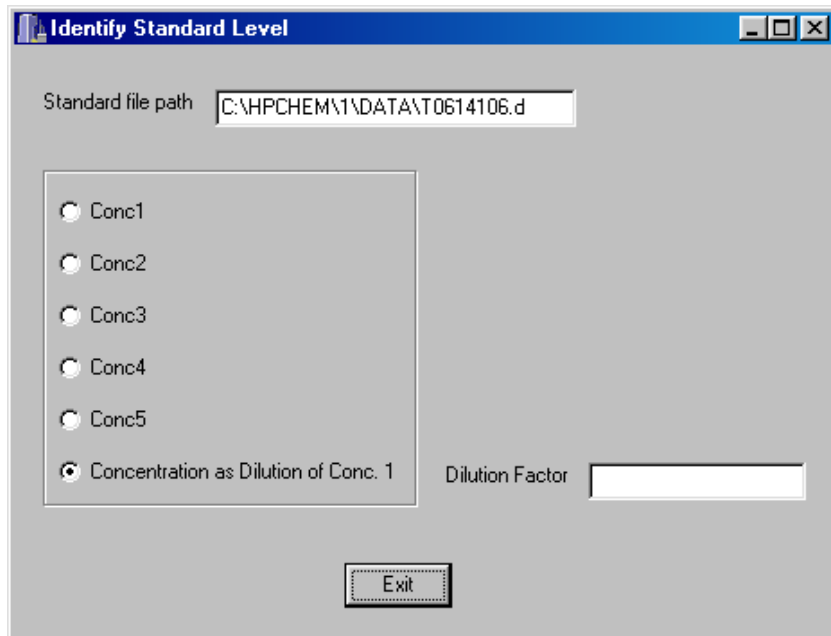 Identify Standard Level
Standard file path C:\HPCHEM\1\DATA\T0614106.d
Conc1
Conc2
Conc3
Conc4
Conc5
Concentration as Dilution of Conc. 1 Dilution Factor
Exit